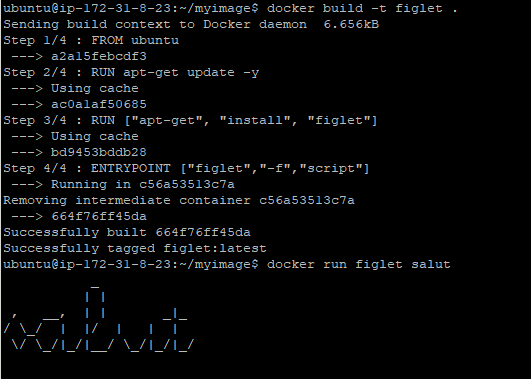 ubuntu@ip-172-31-8-23:~/myimage$ docker build -t figlet .
Sending build context to Docker daemon  6.656kB
Step 1/4 : FROM ubuntu
 ---> a2a15febcdf3
Step 2/4 : RUN apt-get update -y
 ---> Using cache
 ---> ac0a1af50685
Step 3/4 : RUN ["apt-get", "install", "figlet"]
 ---> Using cache
 ---> bd9453bddb28
Step 4/4 : ENTRYPOINT ["figlet","-f","script"]
 ---> Running in c56a53513c7a
Removing intermediate container c56a53513c7a
 ---> 664f76ff45da
Successfully built 664f76ff45da
Successfully tagged figlet:latest
ubuntu@ip-172-31-8-23:~/myimage$ docker run figlet salut
salut